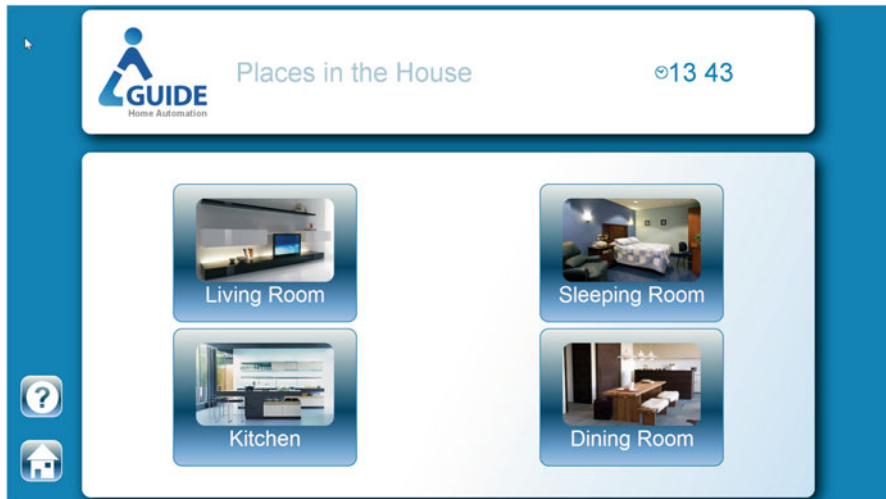 GUIDE
Home Automation
Places in the House
13 43
Living Room
Sleeping Room
Kitchen
Dining Room
?